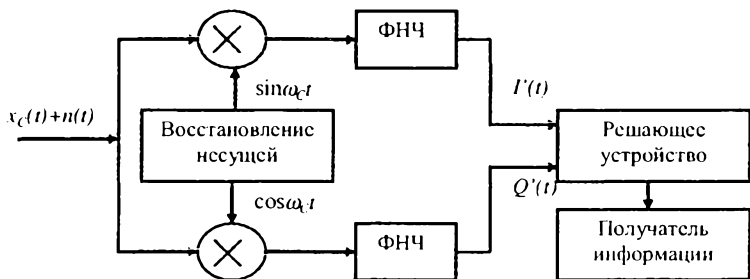 ФНЧ
sinω_C t
I'(t)
x_C(t)+n(t)
Восстановление
несущей
Решающее
устройство
cosω_C t
Q'(t)
ФНЧ
Получатель
информации